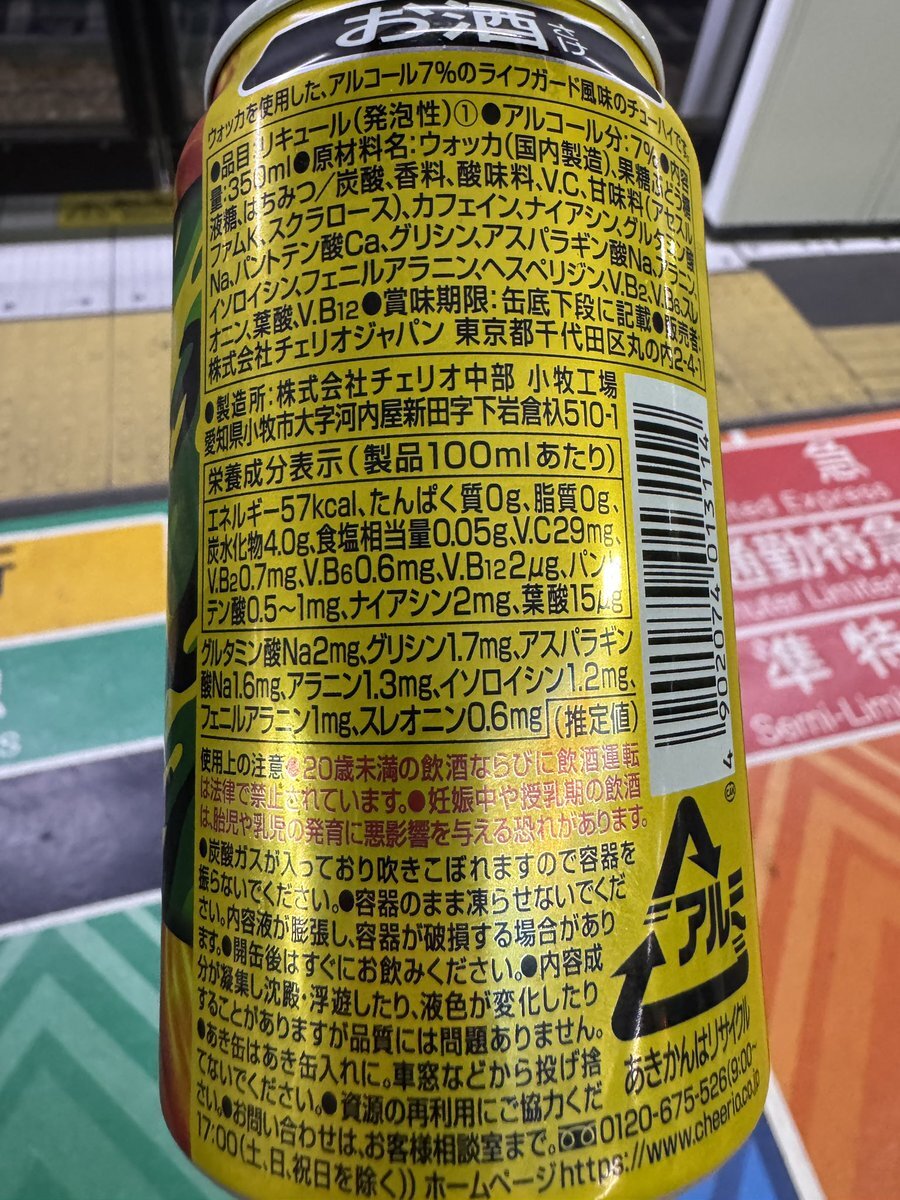 お酒
さけ
ウォッカを使用した、アルコール7%のライフガード風味のチューハイです
●品目:リキュール(発泡性)①●アルコール分:7%●内容
量:350ml●原材料名:ウォッカ(国内製造)、果糖ぶどう糖
液糖、はちみつ/炭酸、香料、酸味料、V.C、甘味料(アセスル
ファムK、スクラロース)、カフェイン、ナイアシン、グルタミン酸
Na、パントテン酸Ca、グリシン、アスパラギン酸Na、アラニン、
イソロイシン、フェニルアラニン、ヘスペリジン、V.B2、V.B6、スレ
オニン、葉酸、V.B12●賞味期限:缶底下段に記載●販売者:
株式会社チェリオジャパン 東京都千代田区丸の内2-4-1
●製造所:株式会社チェリオ中部 小牧工場
愛知県小牧市大字河内屋新田字下岩倉杁510-1
栄養成分表示(製品100mlあたり)
エネルギー57kcal、たんぱく質0g、脂質0g、
炭水化物4.0g、食塩相当量0.05g、V.C29mg、
V.B20.7mg、V.B60.6mg、V.B122μg、パント
テン酸0.5~1mg、ナイアシン2mg、葉酸15μg
グルタミン酸Na2mg、グリシン1.7mg、アスパラギン
酸Na1.6mg、アラニン1.3mg、イソロイシン1.2mg、
フェニルアラニン1mg、スレオニン0.6mg (推定値)
使用上の注意●20歳未満の飲酒ならびに飲酒運転
は法律で禁止されています。●妊娠中や授乳期の飲酒
は、胎児や乳児の発育に悪影響を与える恐れがあります。
●炭酸ガスが入っており吹きこぼれますので容器を
振らないでください。●容器のまま凍らせないでくだ
さい。内容液が膨張し、容器が破損する場合があり
ます。●開缶後はすぐにお飲みください。●内容成
分が凝集し沈殿・浮遊したり、液色が変化したり
することがありますが品質には問題ありません。
●あき缶はあき缶入れに。車窓などから投げ捨
てないでください。●資源の再利用にご協力くだ
さい。●お問い合わせは、お客様相談室まで。0120-675-526(9:00~
17:00(土、日、祝日を除く)) ホームページhttps://www.cheerio.co.jp
4 902074 013114
アルミ
あきかんはリサイクル
急
Limited Express
通勤特急
準特
Semi-Limi